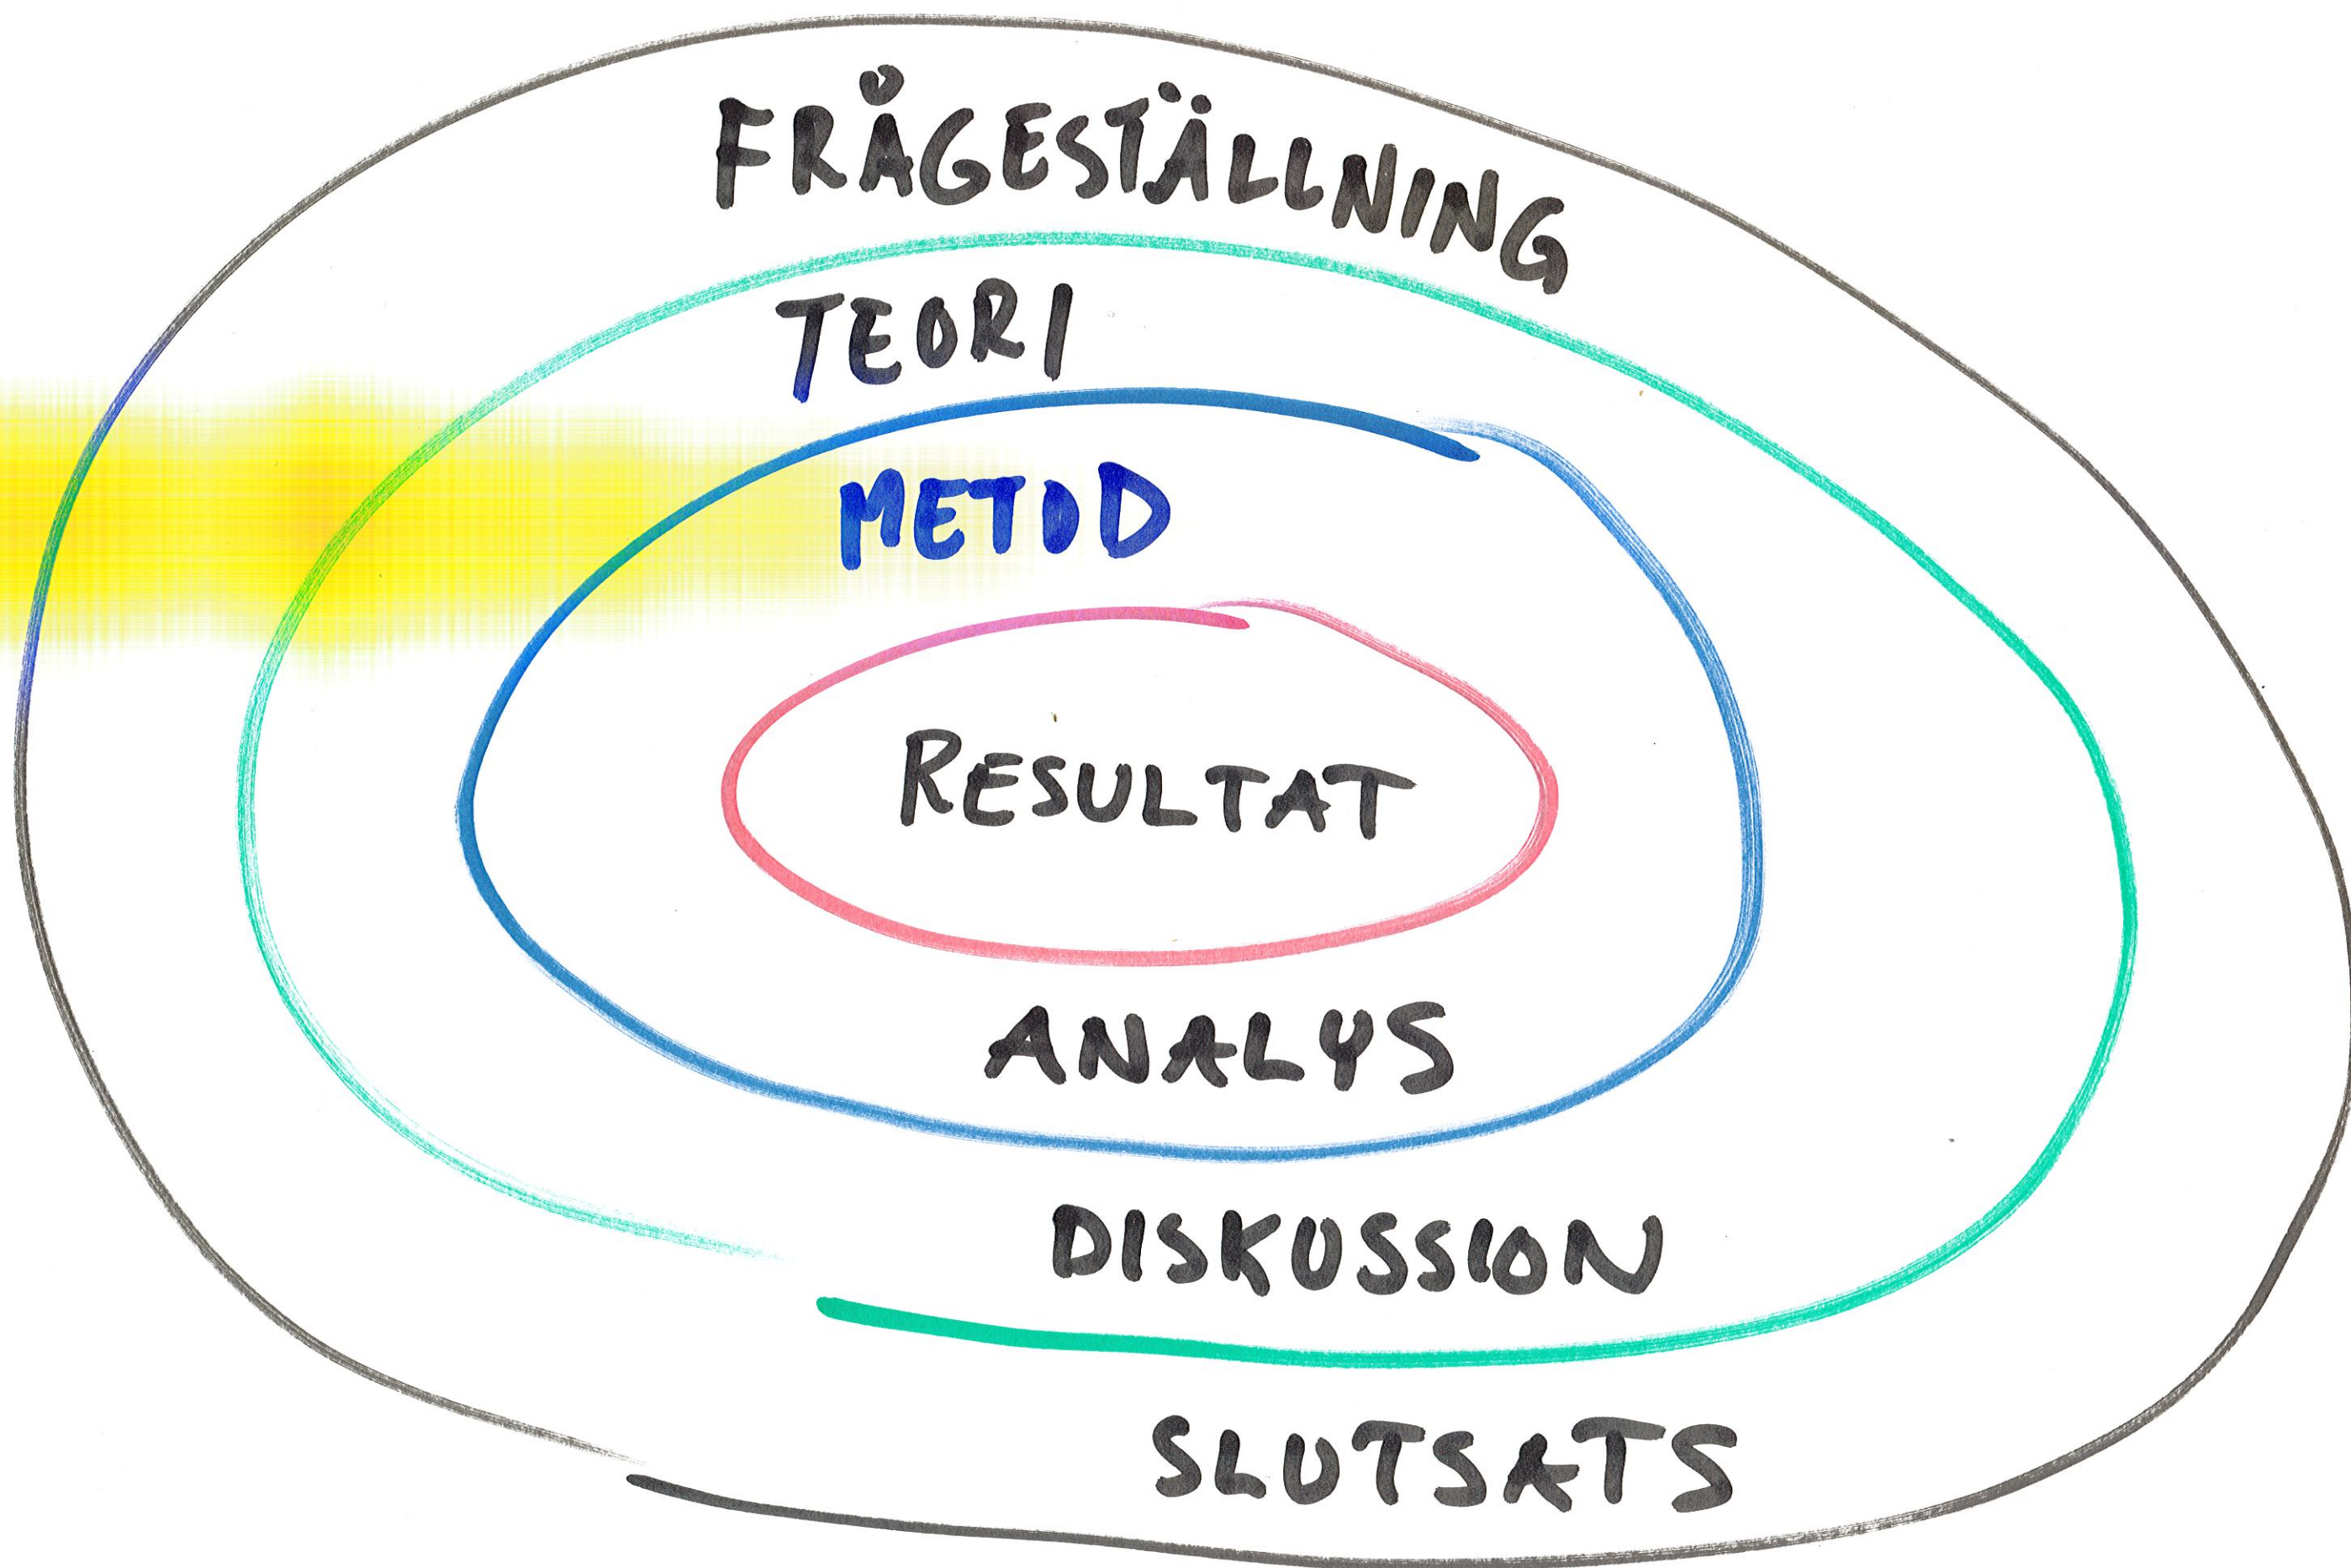 FRÅGESTÄLLNING
TEORI
METOD
RESULTAT
ANALYS
DISKUSSION
SLUTSATS